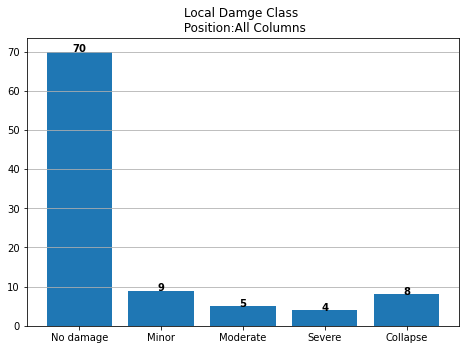 Local Damge Class
Position:All Columns
70
60
50
40
30
20
10
0
70
9
5
4
8
No damage
Minor
Moderate
Severe
Collapse